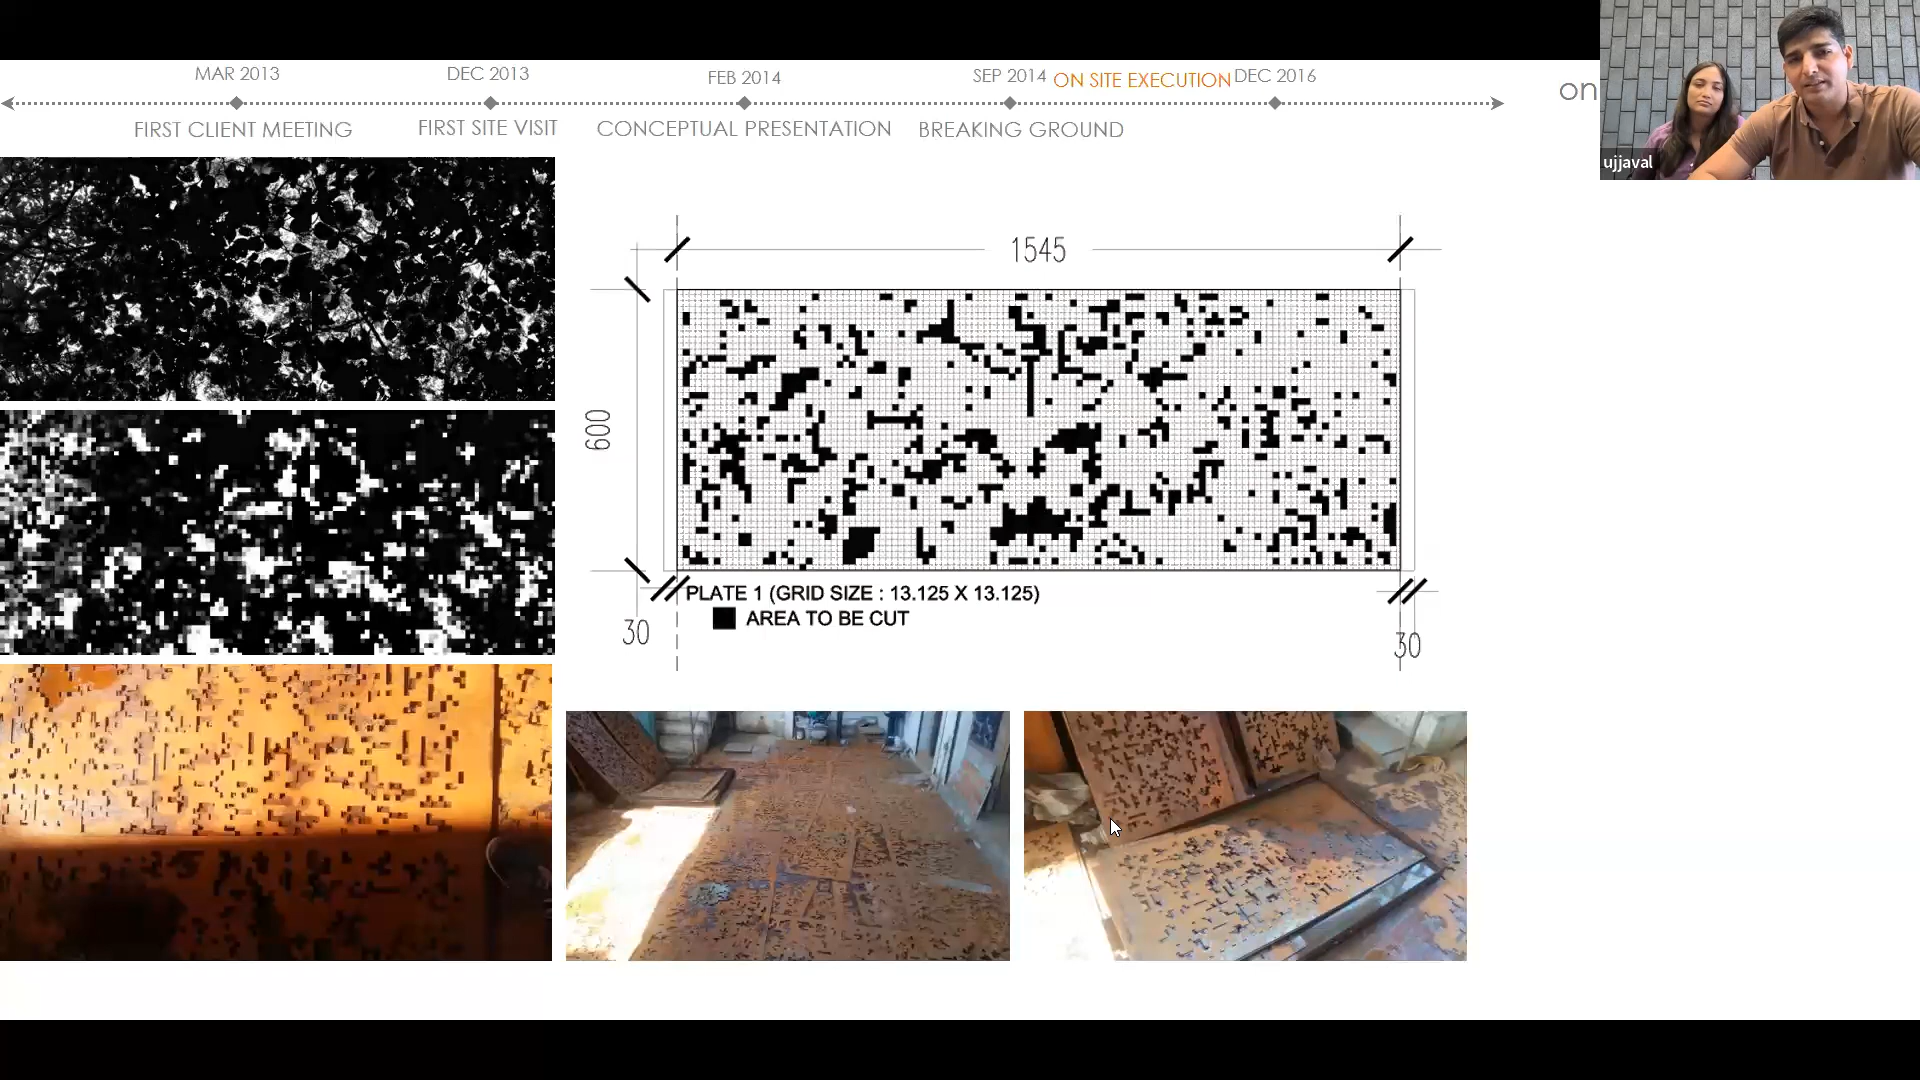 MAR 2013
DEC 2013
FEB 2014
SEP 2014
ON SITE EXECUTION
DEC 2016
on
FIRST CLIENT MEETING
FIRST SITE VISIT
CONCEPTUAL PRESENTATION
BREAKING GROUND
ujjaval
1545
600
PLATE 1 (GRID SIZE : 13.125 X 13.125)
AREA TO BE CUT
30
30